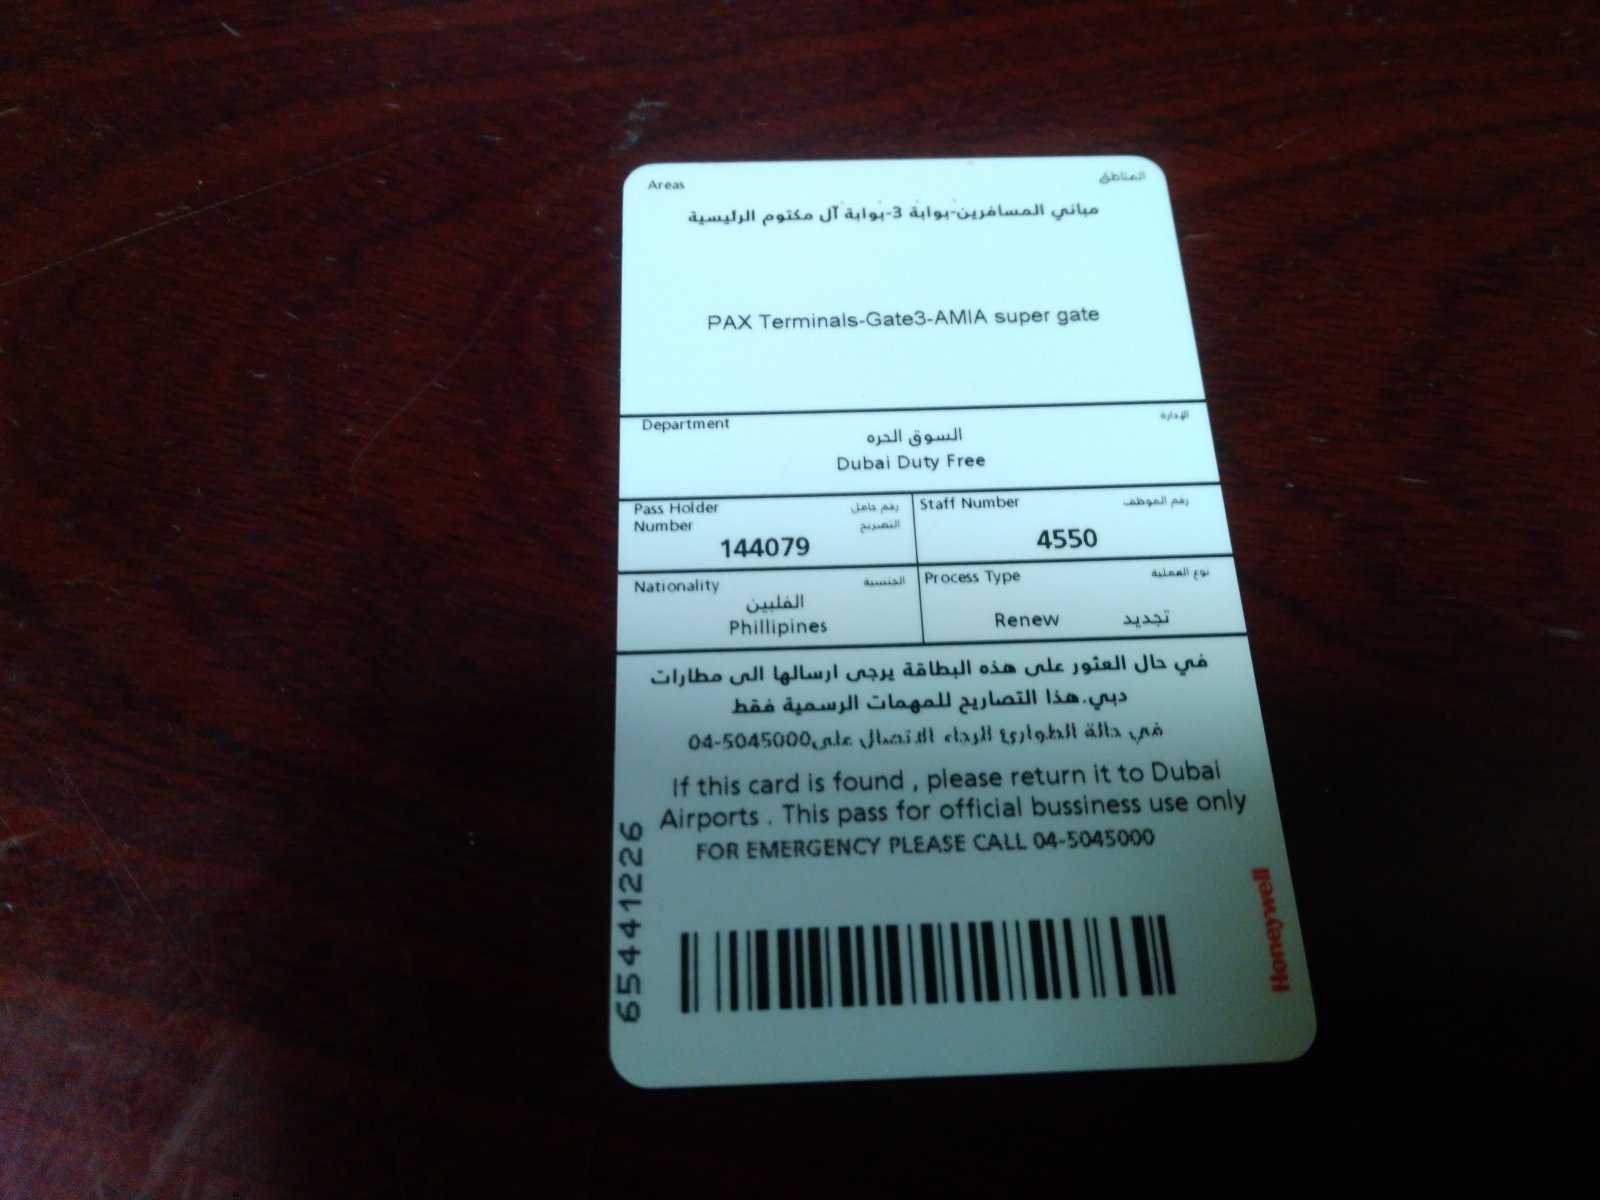 Areas المناطق
مباني المسافرين-بوابة 3-بوابة آل مكتوم الرئيسية
PAX Terminals-Gate3-AMIA super gate
Department الإدارة
السوق الحره
Dubai Duty Free
Pass Holder رقم حامل
Number التصريح
144079
Staff Number رقم الموظف
4550
Nationality الجنسية
الفلبين
Phillipines
Process Type نوع العملية
Renew تجديد
في حال العثور على هذه البطاقة يرجى ارسالها الى مطارات
دبي.هذا التصاريح للمهمات الرسمية فقط
في حالة الطوارئ الرجاء الاتصال على04-5045000
If this card is found , please return it to Dubai
Airports . This pass for official bussiness use only
FOR EMERGENCY PLEASE CALL 04-5045000
65441226
Honeywell